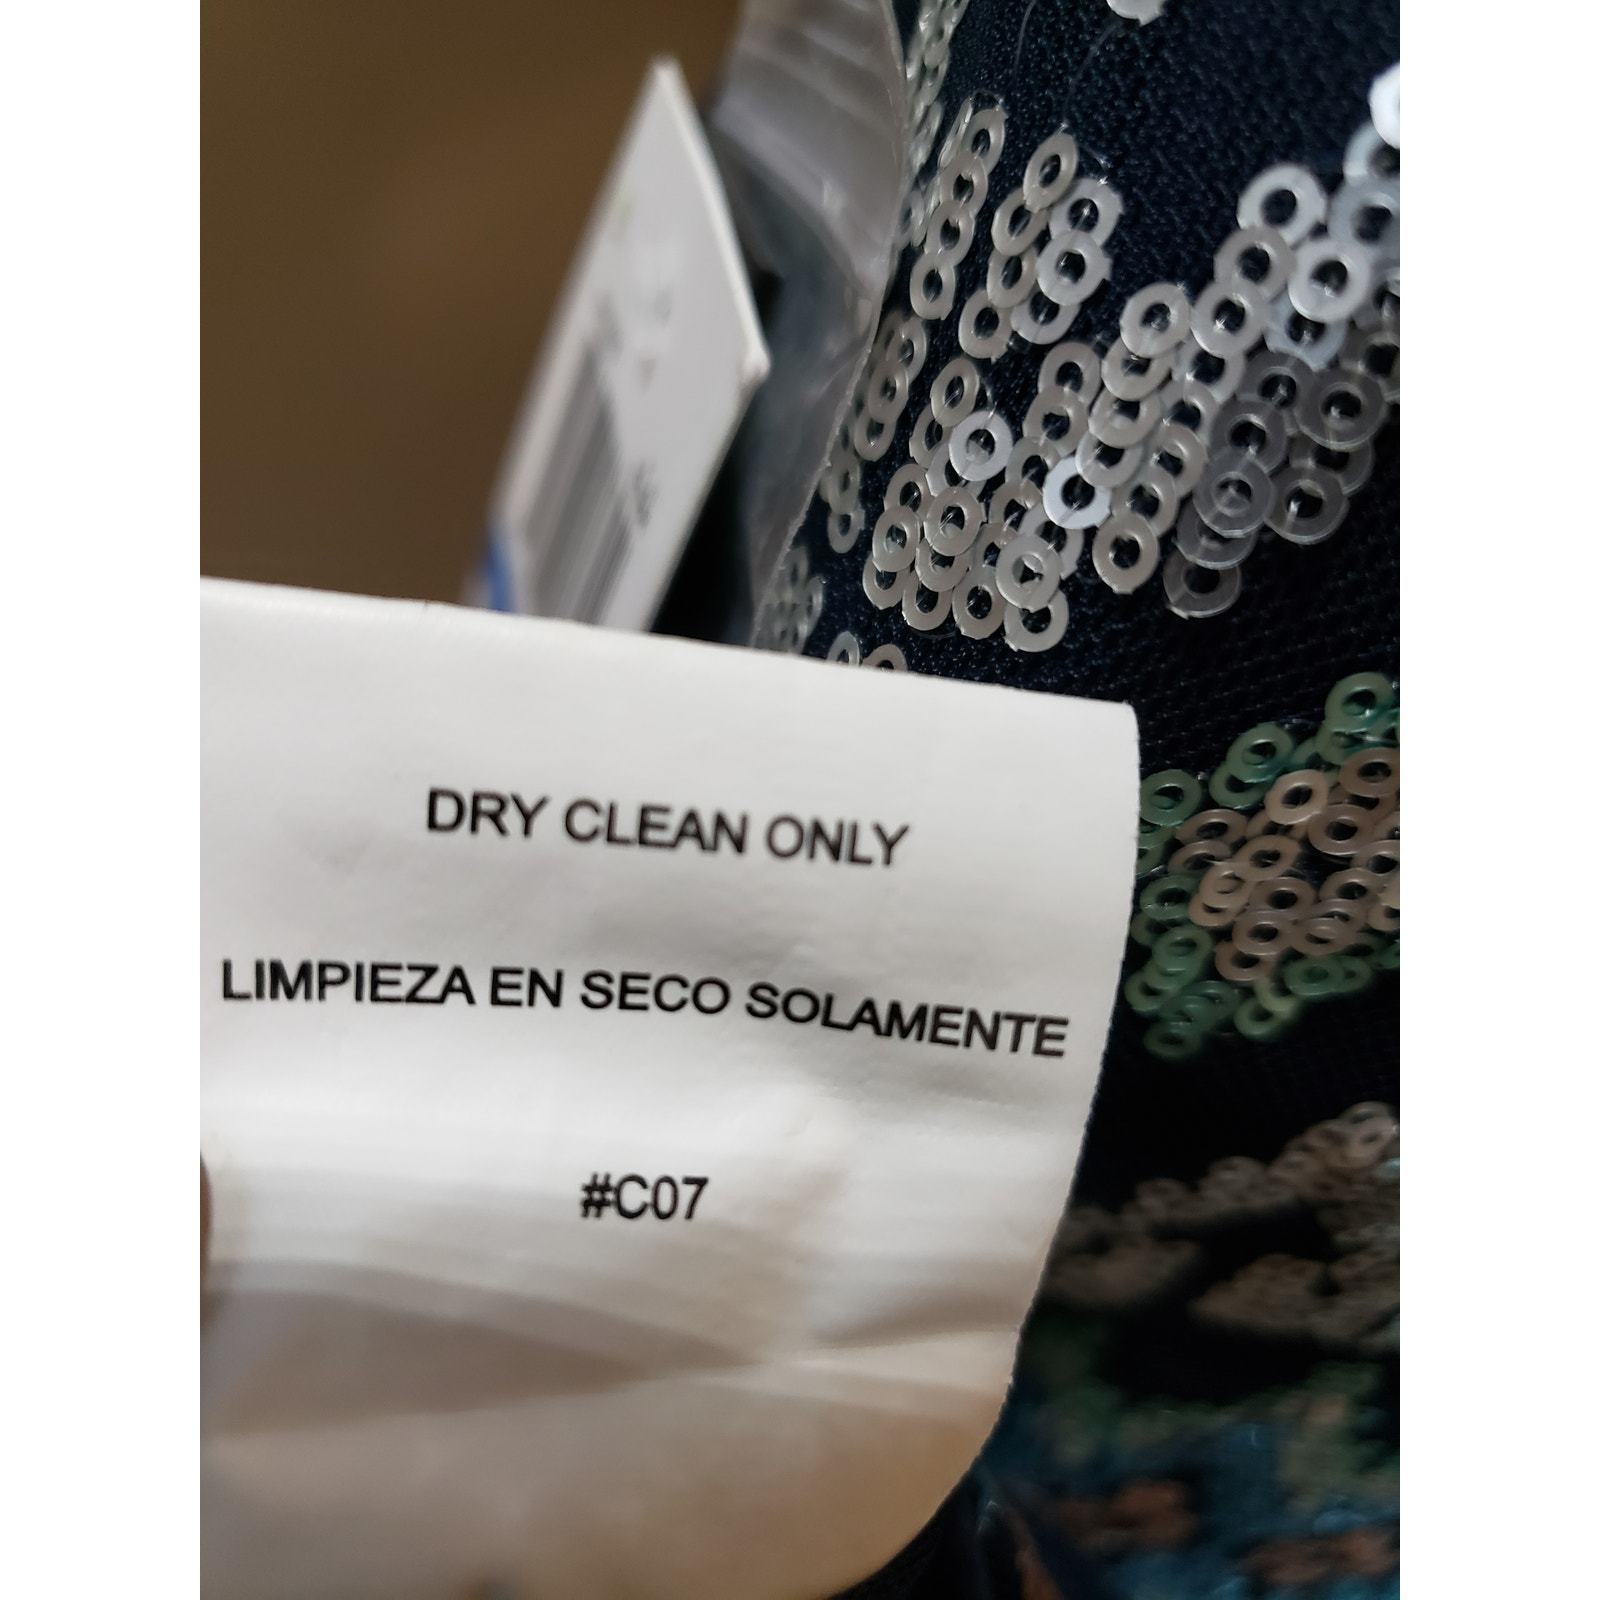 DRY CLEAN ONLY
LIMPIEZA EN SECO SOLAMENTE
#C07